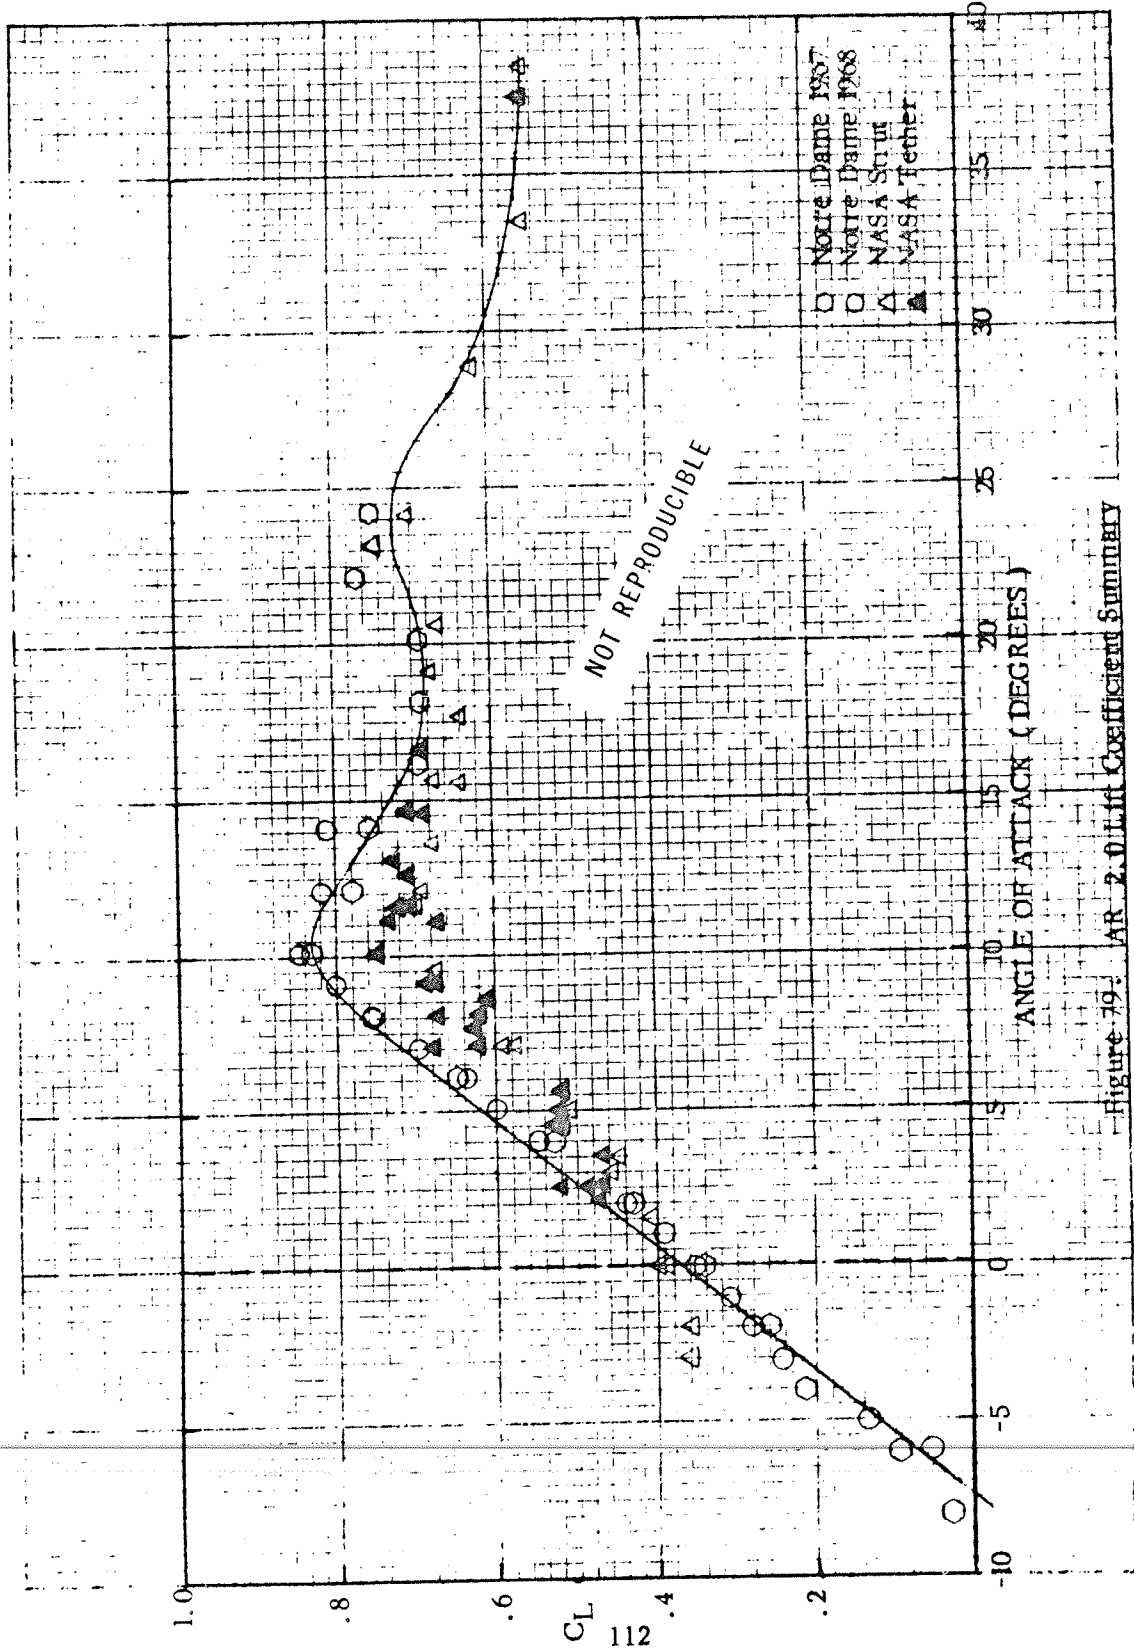 1.0
.8
.6
CL
.4
.2
-10
-5
0
5
10
15
20
25
30
35
40
ANGLE OF ATTACK (DEGREES)
Notre Dame 1967
Notre Dame 1968
NASA Strut
NASA Tether
NOT REPRODUCIBLE
Figure 79. AR 2.0 Lift Coefficient Summary
112